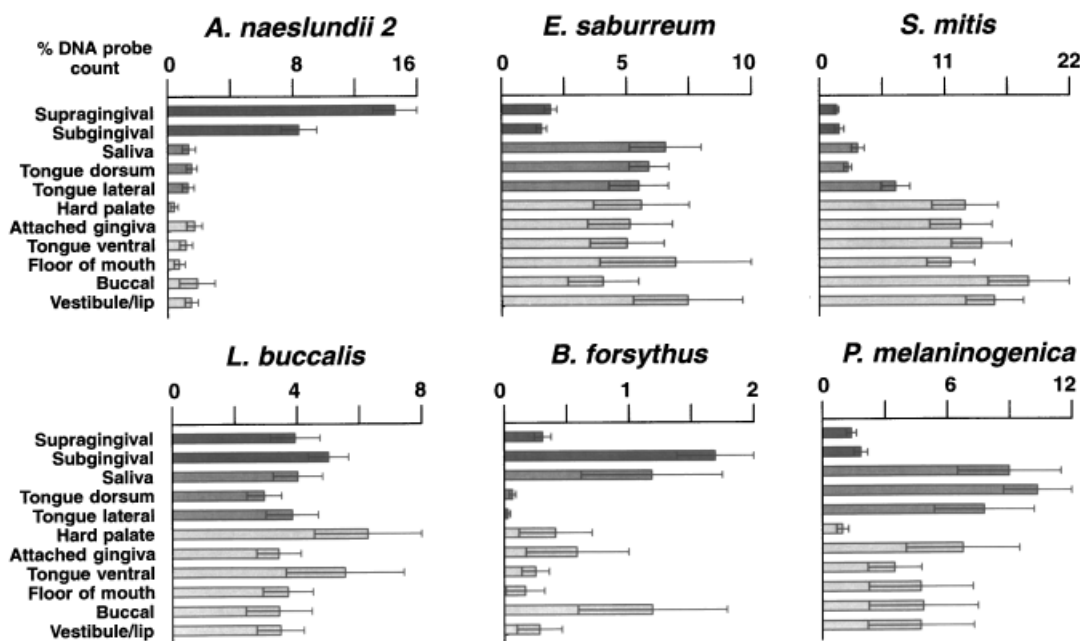 A. naeslundii 2
E. saburreum
S. mitis
% DNA probe
count
0 8 16
0 5 10
0 11 22
Supragingival
Subgingival
Saliva
Tongue dorsum
Tongue lateral
Hard palate
Attached gingiva
Tongue ventral
Floor of mouth
Buccal
Vestibule/lip
L. buccalis
B. forsythus
P. melaninogenica
0 4 8
0 1 2
0 6 12
Supragingival
Subgingival
Saliva
Tongue dorsum
Tongue lateral
Hard palate
Attached gingiva
Tongue ventral
Floor of mouth
Buccal
Vestibule/lip